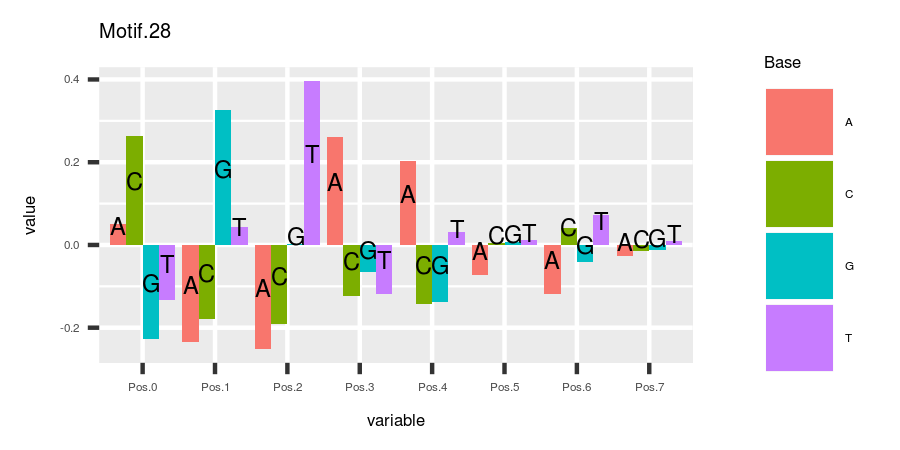 Motif.28
value
0.4
0.2
0.0
-0.2
A C G T A C G T A C G T A C G T A C G T A C G T A C G T A C G T
Pos.0 Pos.1 Pos.2 Pos.3 Pos.4 Pos.5 Pos.6 Pos.7
variable
Base
A
C
G
T